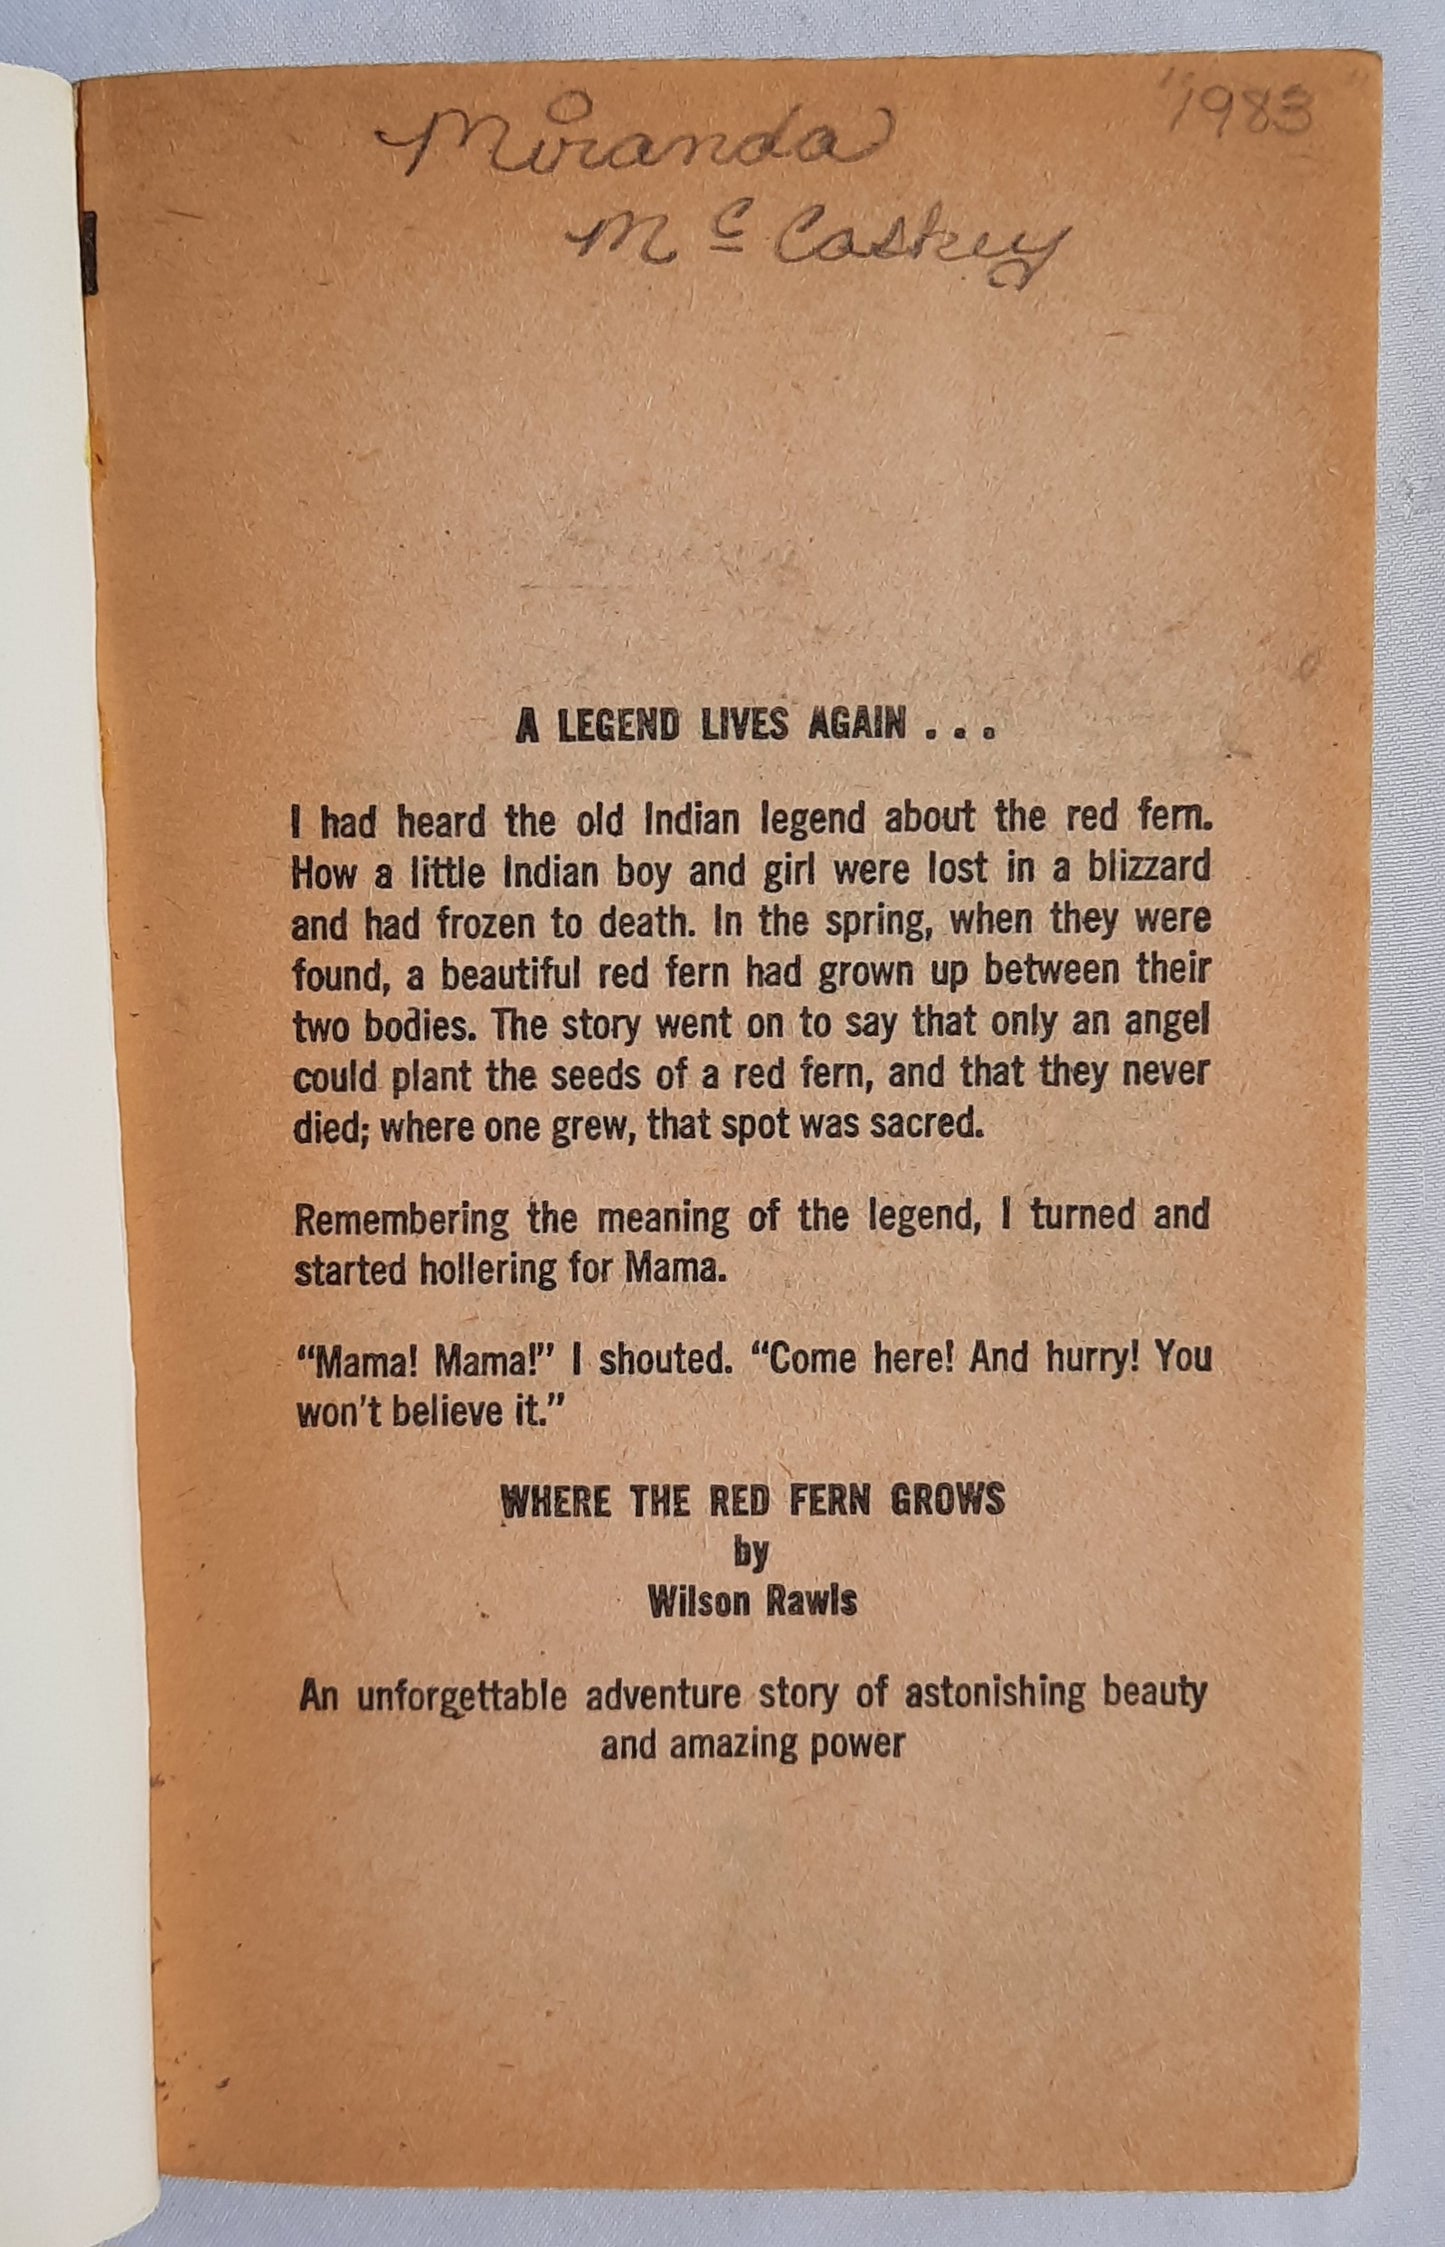 Miranda "1983"
Mc Caskey
A LEGEND LIVES AGAIN . . .
I had heard the old Indian legend about the red fern.
How a little Indian boy and girl were lost in a blizzard
and had frozen to death. In the spring, when they were
found, a beautiful red fern had grown up between their
two bodies. The story went on to say that only an angel
could plant the seeds of a red fern, and that they never
died; where one grew, that spot was sacred.
Remembering the meaning of the legend, I turned and
started hollering for Mama.
“Mama! Mama!” I shouted. “Come here! And hurry! You
won't believe it.”
WHERE THE RED FERN GROWS
by
Wilson Rawls
An unforgettable adventure story of astonishing beauty
and amazing power